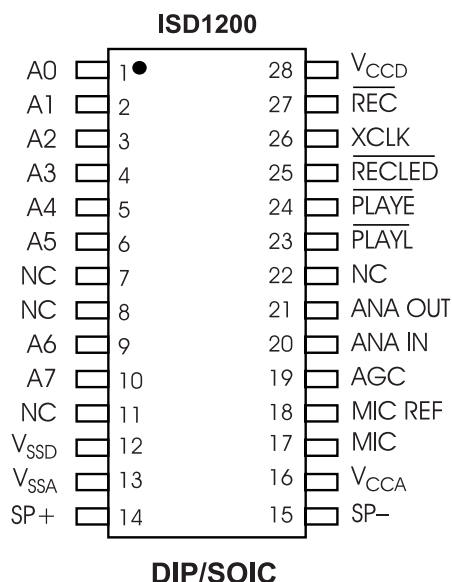 ISD1200
A0 1 28 VCCD
A1 2 27 REC
A2 3 26 XCLK
A3 4 25 RECLED
A4 5 24 PLAYE
A5 6 23 PLAYL
NC 7 22 NC
NC 8 21 ANA OUT
A6 9 20 ANA IN
A7 10 19 AGC
NC 11 18 MIC REF
VSSD 12 17 MIC
VSSA 13 16 VCCA
SP+ 14 15 SP–
DIP/SOIC